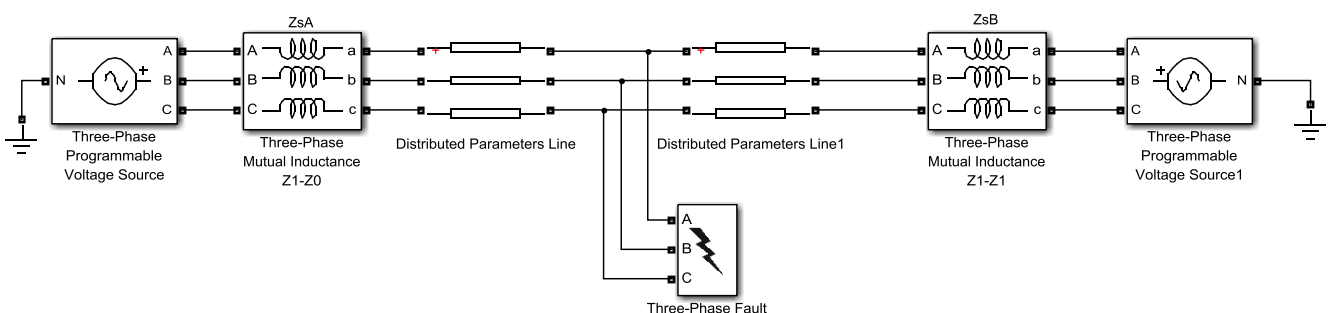 ZsA
ZsB
N
A
B
C
+
A
B
C
a
b
c
+
+
A
B
C
a
b
c
A
B
C
+
N
Three-Phase
Programmable
Voltage Source
Three-Phase
Mutual Inductance
Z1-Z0
Distributed Parameters Line
Distributed Parameters Line1
Three-Phase
Mutual Inductance
Z1-Z1
Three-Phase
Programmable
Voltage Source1
A
B
C
Three-Phase Fault